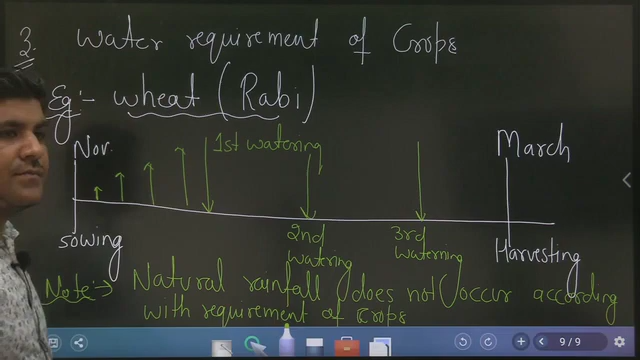 3. Water requirement of Crops
Eg:- wheat (Rabi)
Nov. 1st watering March
sowing 2nd watering 3rd watering Harvesting
Note:→ Natural rainfall does not occur according
with requirement of crops
9 / 9